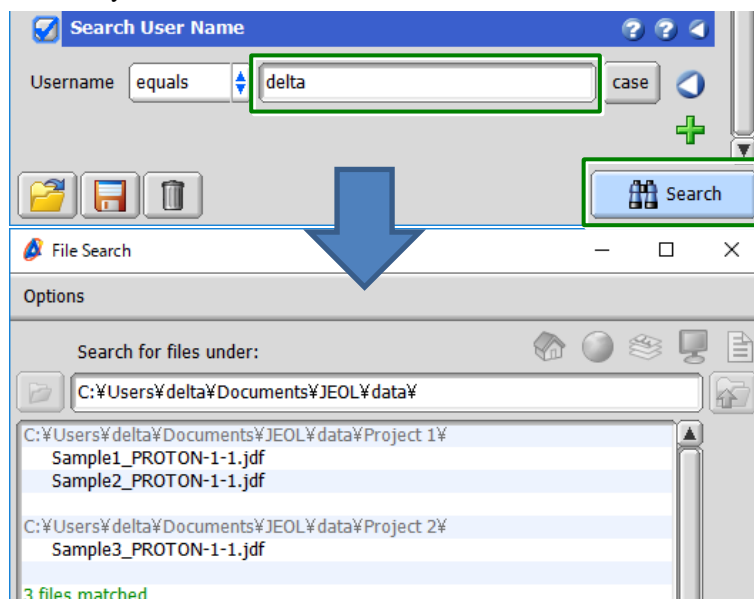 Search User Name
Username equals delta case
Search
File Search
Options
Search for files under:
C:¥Users¥delta¥Documents¥JEOL¥data¥
C:¥Users¥delta¥Documents¥JEOL¥data¥Project 1¥
Sample1_PROTON-1-1.jdf
Sample2_PROTON-1-1.jdf
C:¥Users¥delta¥Documents¥JEOL¥data¥Project 2¥
Sample3_PROTON-1-1.jdf
3 files matched